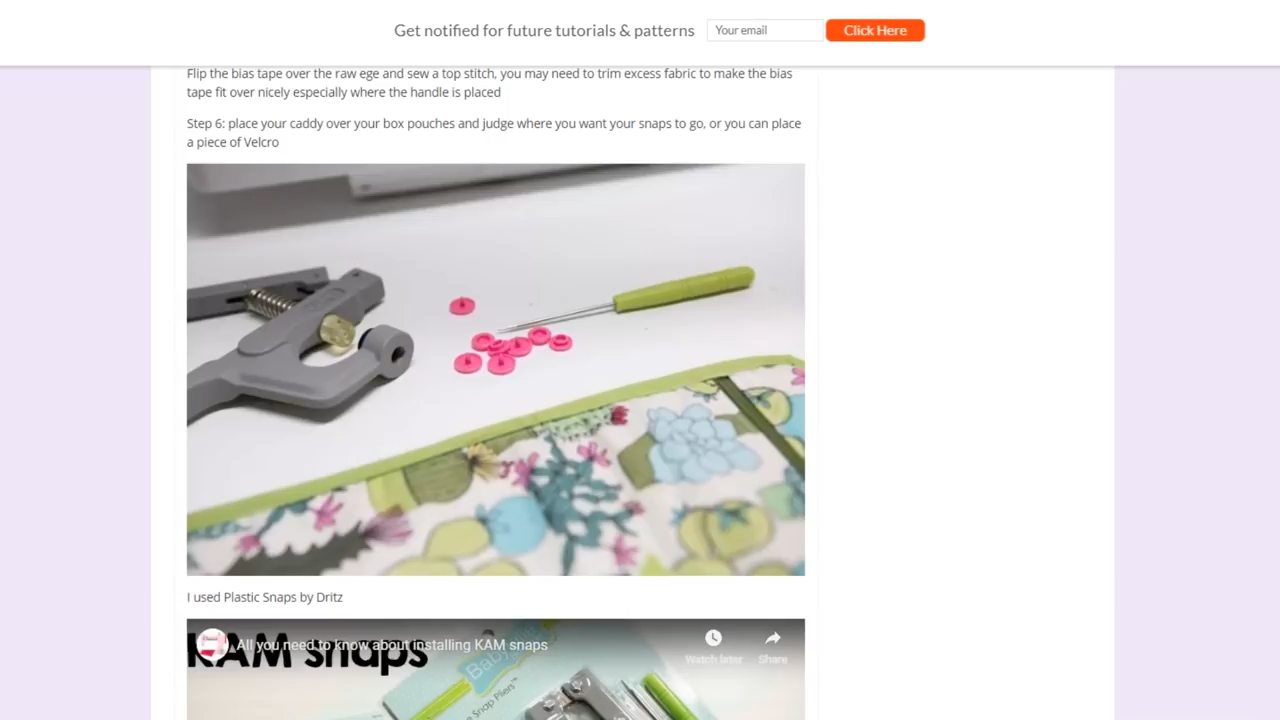 Get notified for future tutorials & patterns
Your email
Click Here
Flip the bias tape over the raw ege and sew a top stitch, you may need to trim excess fabric to make the bias
tape fit over nicely especially where the handle is placed
Step 6: place your caddy over your box pouches and judge where you want your snaps to go, or you can place
a piece of Velcro
I used Plastic Snaps by Dritz
All you need to know about installing KAM snaps
KAM snaps
Watch later
Share
Snap Pliers™